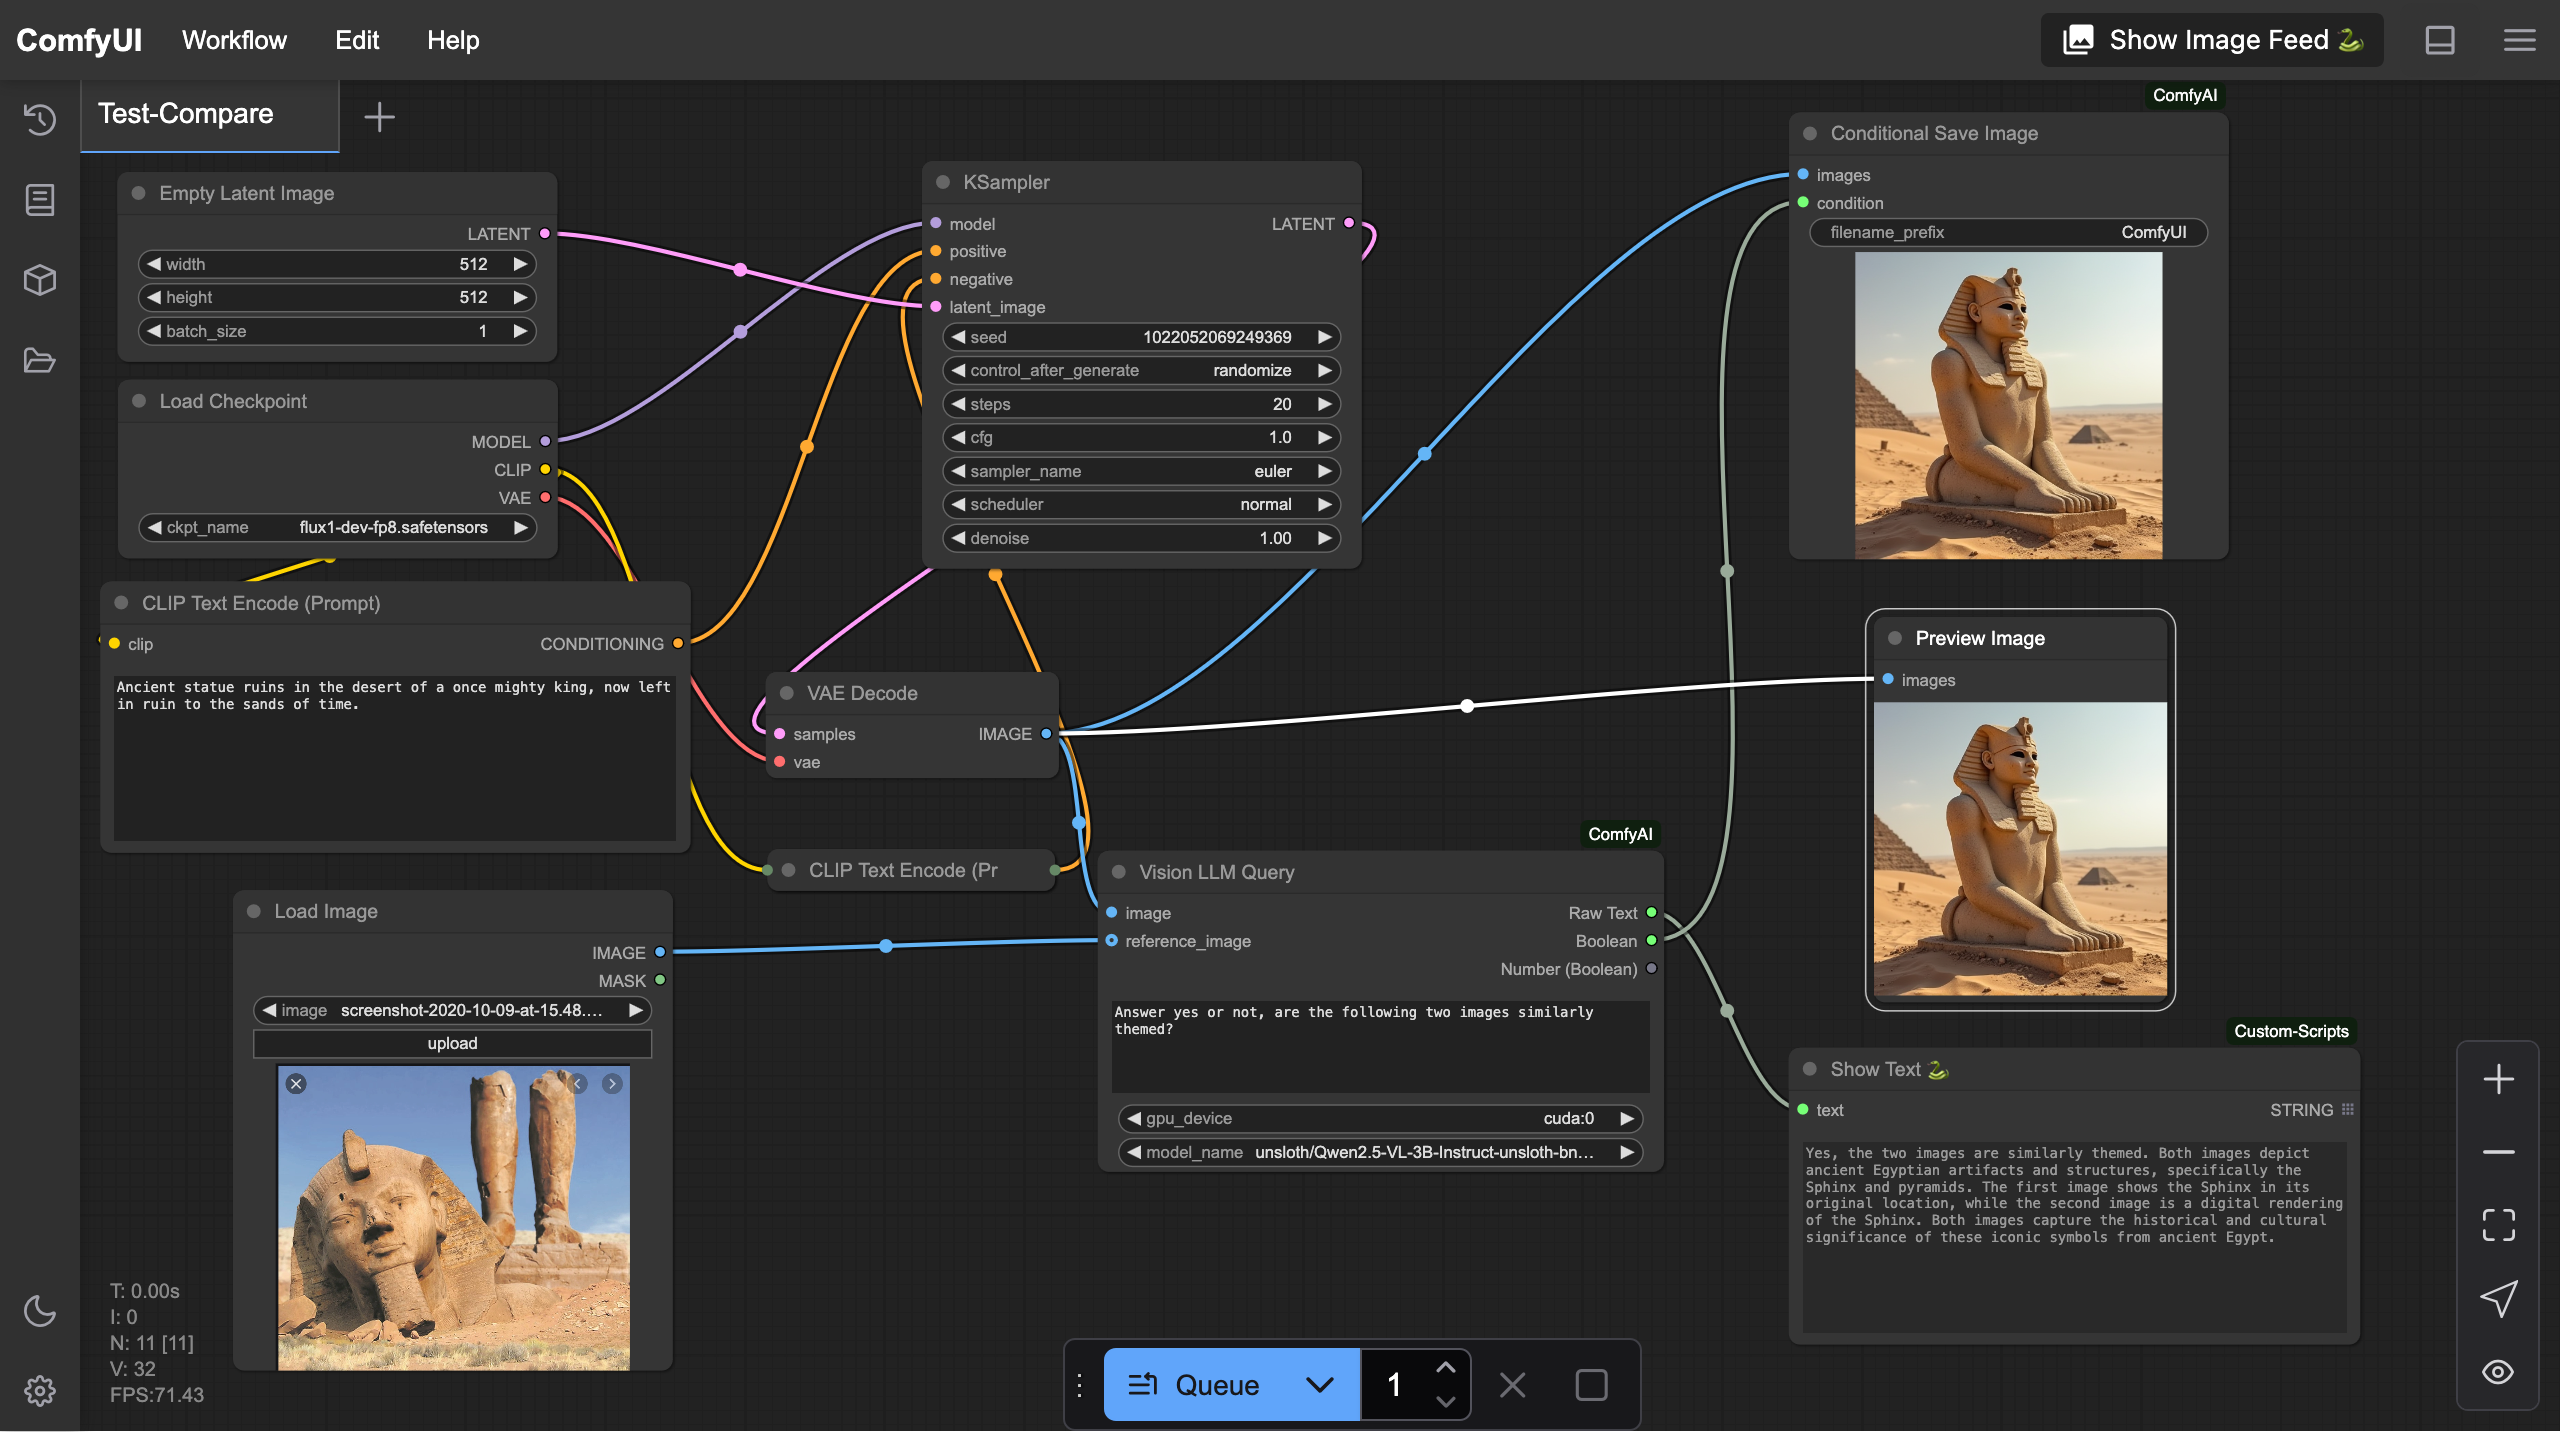 ComfyUI
Workflow
Edit
Help
Show Image Feed
Test-Compare
Empty Latent Image
LATENT
width 512
height 512
batch_size 1
Load Checkpoint
MODEL
CLIP
VAE
ckpt_name flux1-dev-fp8.safetensors
CLIP Text Encode (Prompt)
clip CONDITIONING
Ancient statue ruins in the desert of a once mighty king, now left
in ruin to the sands of time.
Load Image
IMAGE
MASK
image screenshot-2020-10-09-at-15.48....
upload
T: 0.00s
I: 0
N: 11 [11]
V: 32
FPS:71.43
KSampler
model LATENT
positive
negative
latent_image
seed 1022052069249369
control_after_generate randomize
steps 20
cfg 1.0
sampler_name euler
scheduler normal
denoise 1.00
VAE Decode
samples IMAGE
vae
CLIP Text Encode (Pr
ComfyAI
Vision LLM Query
image Raw Text
reference_image Boolean
Number (Boolean)
Answer yes or not, are the following two images similarly
themed?
gpu_device cuda:0
model_name unsloth/Qwen2.5-VL-3B-Instruct-unsloth-bn...
ComfyAI
Conditional Save Image
images
condition
filename_prefix ComfyUI
Preview Image
images
Custom-Scripts
Show Text
text STRING
Yes, the two images are similarly themed. Both images depict
ancient Egyptian artifacts and structures, specifically the
Sphinx and pyramids. The first image shows the Sphinx in its
original location, while the second image is a digital rendering
of the Sphinx. Both images capture the historical and cultural
significance of these iconic symbols from ancient Egypt.
Queue
1